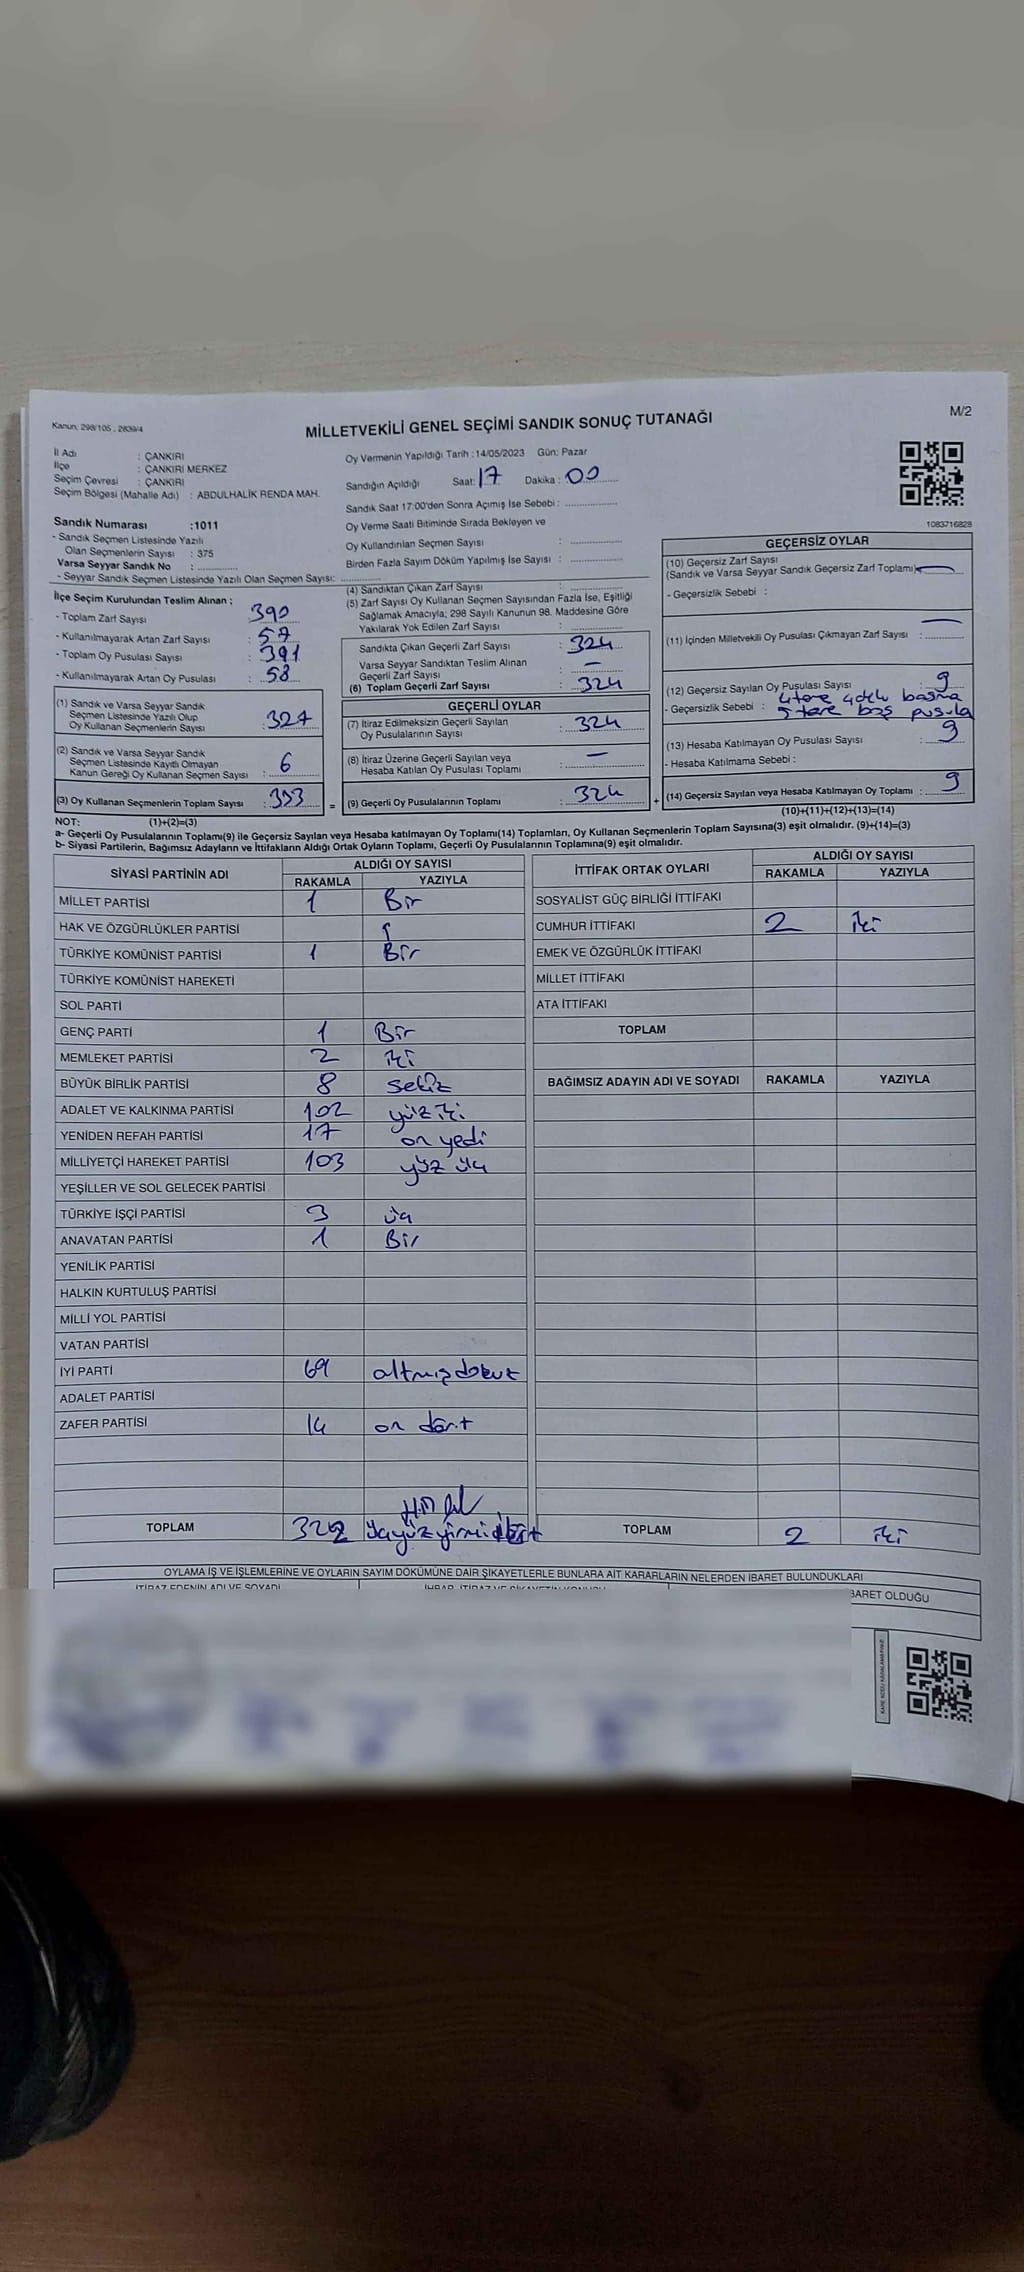 Kanun: 298/105 ; 2839/4
M/2
MİLLETVEKİLİ GENEL SEÇİMİ SANDIK SONUÇ TUTANAĞI
İl Adı : ÇANKIRI
İlçe : ÇANKIRI MERKEZ
Seçim Çevresi : ÇANKIRI
Seçim Bölgesi (Mahalle Adı) : ABDULHALİK RENDA MAH.
Sandık Numarası :1011
- Sandık Seçmen Listesinde Yazılı
Olan Seçmenlerin Sayısı : 375
Varsa Seyyar Sandık No :
- Seyyar Sandık Seçmen Listesinde Yazılı Olan Seçmen Sayısı:
Oy Vermenin Yapıldığı Tarih :14/05/2023 Gün: Pazar
Sandığın Açıldığı Saat: 17 Dakika : 00
Sandık Saat 17:00'den Sonra Açımış İse Sebebi :
Oy Verme Saati Bitiminde Sırada Bekleyen ve
Oy Kullandırılan Seçmen Sayısı :
Birden Fazla Sayım Döküm Yapılmış İse Sayısı :
1083716828
İlçe Seçim Kurulundan Teslim Alınan ;
- Toplam Zarf Sayısı : 390
- Kullanılmayarak Artan Zarf Sayısı : 57
- Toplam Oy Pusulası Sayısı : 391
- Kullanılmayarak Artan Oy Pusulası : 58
(1) Sandık ve Varsa Seyyar Sandık
Seçmen Listesinde Yazılı Olup
Oy Kullanan Seçmenlerin Sayısı : 327
(2) Sandık ve Varsa Seyyar Sandık
Seçmen Listesinde Kayıtlı Olmayan
Kanun Gereği Oy Kullanan Seçmen Sayısı : 6
(3) Oy Kullanan Seçmenlerin Toplam Sayısı : 333 =
(4) Sandıktan Çıkan Zarf Sayısı :
(5) Zarf Sayısı Oy Kullanan Seçmen Sayısından Fazla İse, Eşitliği
Sağlamak Amacıyla; 298 Sayılı Kanunun 98. Maddesine Göre
Yakılarak Yok Edilen Zarf Sayısı :
Sandıkta Çıkan Geçerli Zarf Sayısı : 324
Varsa Seyyar Sandıktan Teslim Alınan
Geçerli Zarf Sayısı : —
(6) Toplam Geçerli Zarf Sayısı : 324
GEÇERLİ OYLAR
(7) İtiraz Edilmeksizin Geçerli Sayılan
Oy Pusulalarının Sayısı : 324
(8) İtiraz Üzerine Geçerli Sayılan veya
Hesaba Katılan Oy Pusulası Toplamı : —
(9) Geçerli Oy Pusulalarının Toplamı : 324 +
GEÇERSİZ OYLAR
(10) Geçersiz Zarf Sayısı
(Sandık ve Varsa Seyyar Sandık Geçersiz Zarf Toplamı) —
- Geçersizlik Sebebi :
(11) İçinden Milletvekili Oy Pusulası Çıkmayan Zarf Sayısı : —
(12) Geçersiz Sayılan Oy Pusulası Sayısı : 9
- Geçersizlik Sebebi : 4 tane basma
5 tane boş pusula
(13) Hesaba Katılmayan Oy Pusulası Sayısı : 9
- Hesaba Katılmama Sebebi :
(14) Geçersiz Sayılan veya Hesaba Katılmayan Oy Toplamı : 9
NOT: (1)+(2)=(3)
(10)+(11)+(12)+(13)=(14)
a- Geçerli Oy Pusulalarının Toplamı(9) ile Geçersiz Sayılan veya Hesaba katılmayan Oy Toplamı(14) Toplamları, Oy Kullanan Seçmenlerin Toplam Sayısına(3) eşit olmalıdır. (9)+(14)=(3)
b- Siyasi Partilerin, Bağımsız Adayların ve İttifakların Aldığı Ortak Oyların Toplamı, Geçerli Oy Pusulalarının Toplamına(9) eşit olmalıdır.
SİYASİ PARTİNİN ADI
ALDIĞI OY SAYISI
RAKAMLA YAZIYLA
MİLLET PARTİSİ 1 Bir
HAK VE ÖZGÜRLÜKLER PARTİSİ
TÜRKİYE KOMÜNİST PARTİSİ 1 Bir
TÜRKİYE KOMÜNİST HAREKETİ
SOL PARTİ
GENÇ PARTİ 1 Bir
MEMLEKET PARTİSİ 2 iki
BÜYÜK BİRLİK PARTİSİ 8 sekiz
ADALET VE KALKINMA PARTİSİ 102 yüz iki
YENİDEN REFAH PARTİSİ 17 on yedi
MİLLİYETÇİ HAREKET PARTİSİ 103 yüz üç
YEŞİLLER VE SOL GELECEK PARTİSİ
TÜRKİYE İŞÇİ PARTİSİ 3 üç
ANAVATAN PARTİSİ 1 Bir
YENİLİK PARTİSİ
HALKIN KURTULUŞ PARTİSİ
MİLLİ YOL PARTİSİ
VATAN PARTİSİ
İYİ PARTİ 69 altmışdokuz
ADALET PARTİSİ
ZAFER PARTİSİ 14 on dört
TOPLAM 322 üçyüzyirmi
İTTİFAK ORTAK OYLARI
ALDIĞI OY SAYISI
RAKAMLA YAZIYLA
SOSYALİST GÜÇ BİRLİĞİ İTTİFAKI
CUMHUR İTTİFAKI 2 iki
EMEK VE ÖZGÜRLÜK İTTİFAKI
MİLLET İTTİFAKI
ATA İTTİFAKI
TOPLAM
BAĞIMSIZ ADAYIN ADI VE SOYADI RAKAMLA YAZIYLA
TOPLAM 2 iki
OYLAMA İŞ VE İŞLEMLERİNE VE OYLARIN SAYIM DÖKÜMÜNE DAİR ŞİKAYETLERLE BUNLARA AİT KARARLARIN NELERDEN İBARET BULUNDUKLARI
İTİRAZ EDENİN ADI VE SOYADI
BARET OLDUĞU